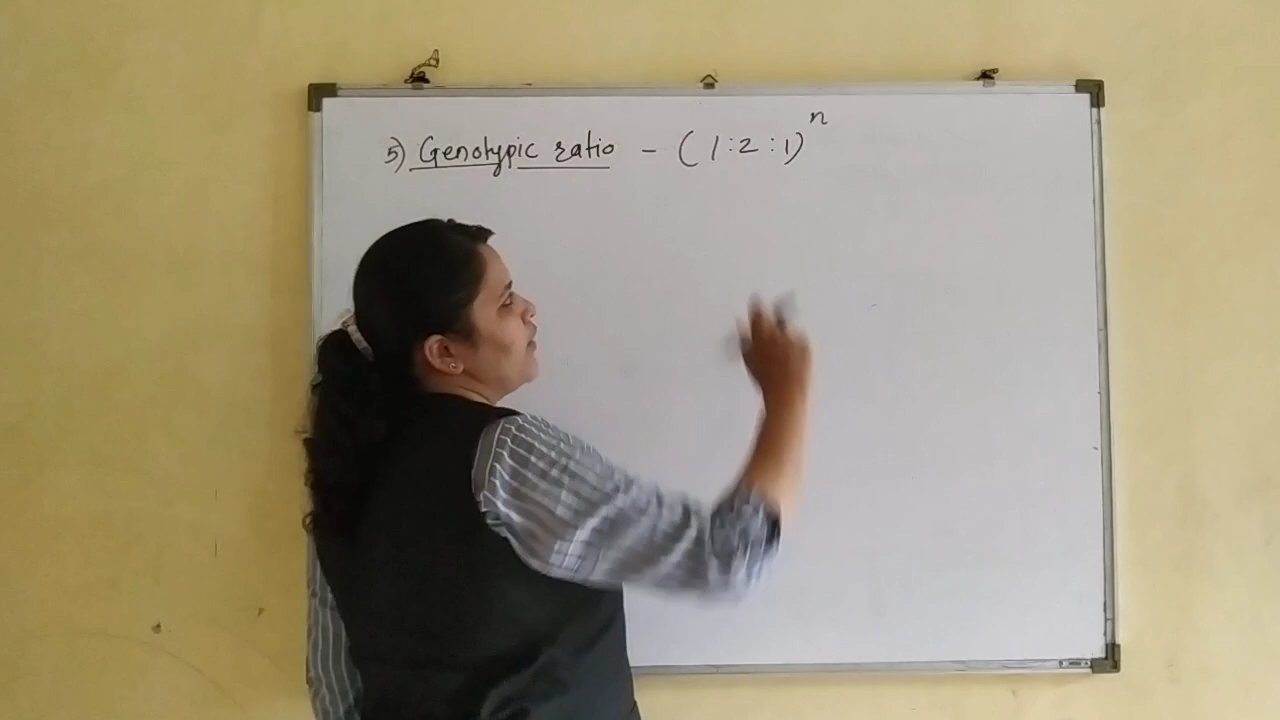 5) Genotypic ratio - (1:2:1)ⁿ